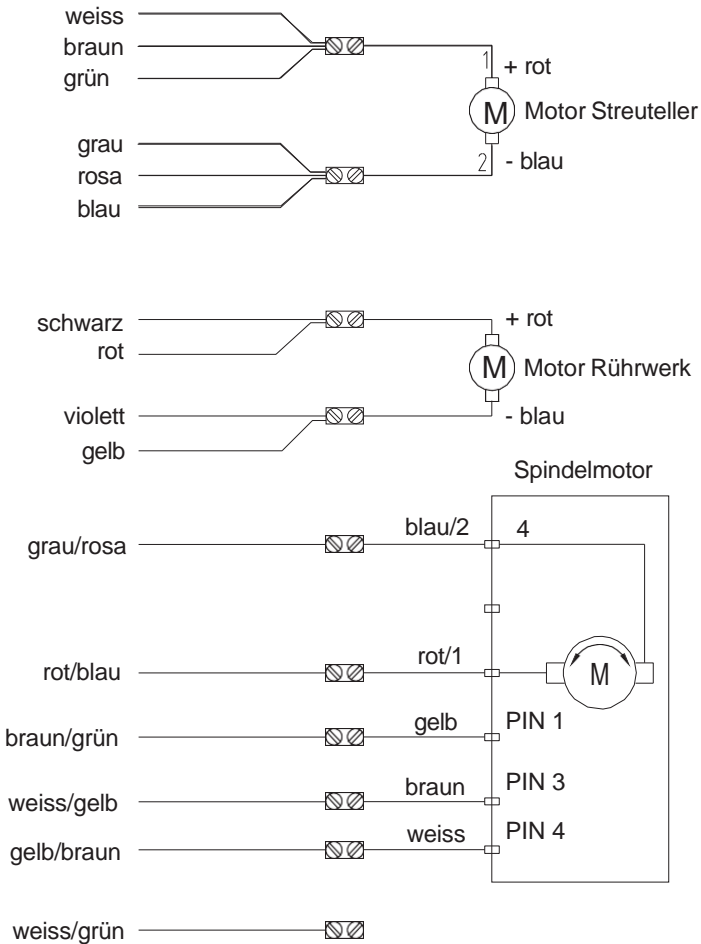 weiss
braun
grün
1
+ rot
M Motor Streuteller
2
- blau
grau
rosa
blau
schwarz
rot
+ rot
M Motor Rührwerk
- blau
violett
gelb
Spindelmotor
grau/rosa
blau/2
4
rot/blau
rot/1
M
braun/grün
gelb
PIN 1
weiss/gelb
braun
PIN 3
gelb/braun
weiss
PIN 4
weiss/grün